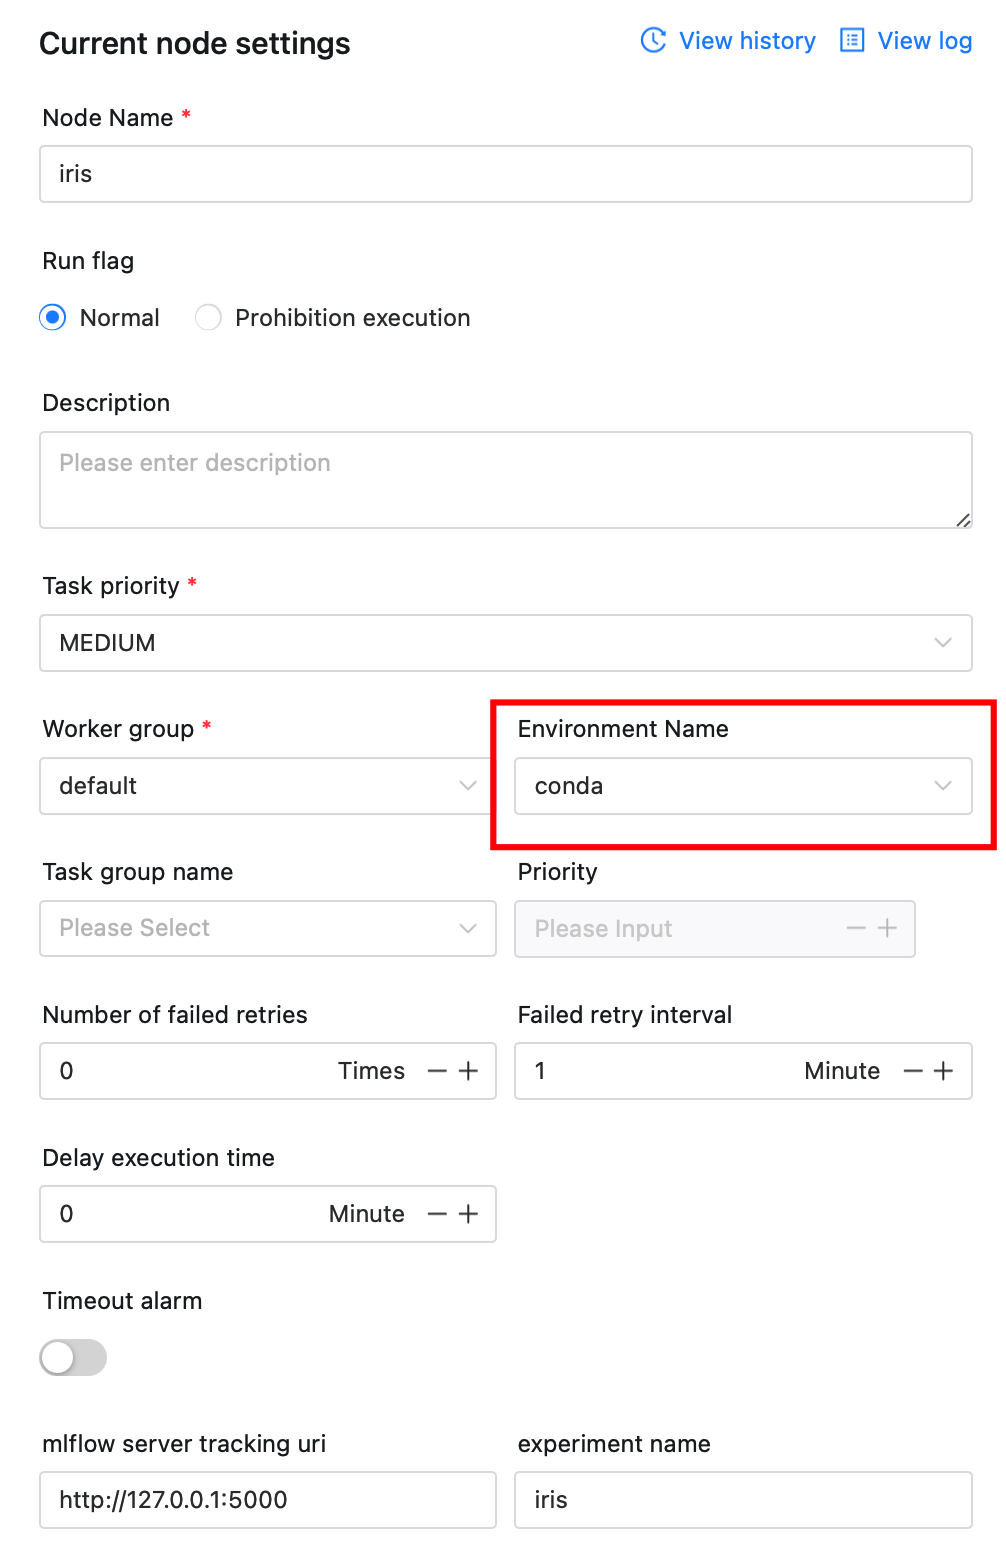 Current node settings View history View log
Node Name *
iris
Run flag
Normal Prohibition execution
Description
Please enter description
Task priority *
MEDIUM
Worker group * Environment Name
default conda
Task group name Priority
Please Select Please Input
Number of failed retries Failed retry interval
0 Times 1 Minute
Delay execution time
0 Minute
Timeout alarm
mlflow server tracking uri experiment name
http://127.0.0.1:5000 iris